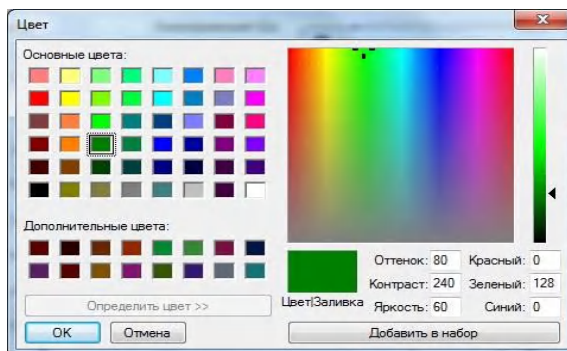 Цвет
Основные цвета:
Дополнительные цвета:
Определить цвет >>
OK
Отмена
Цвет|Заливка
Оттенок: 80
Контраст: 240
Яркость: 60
Красный: 0
Зеленый: 128
Синий: 0
Добавить в набор